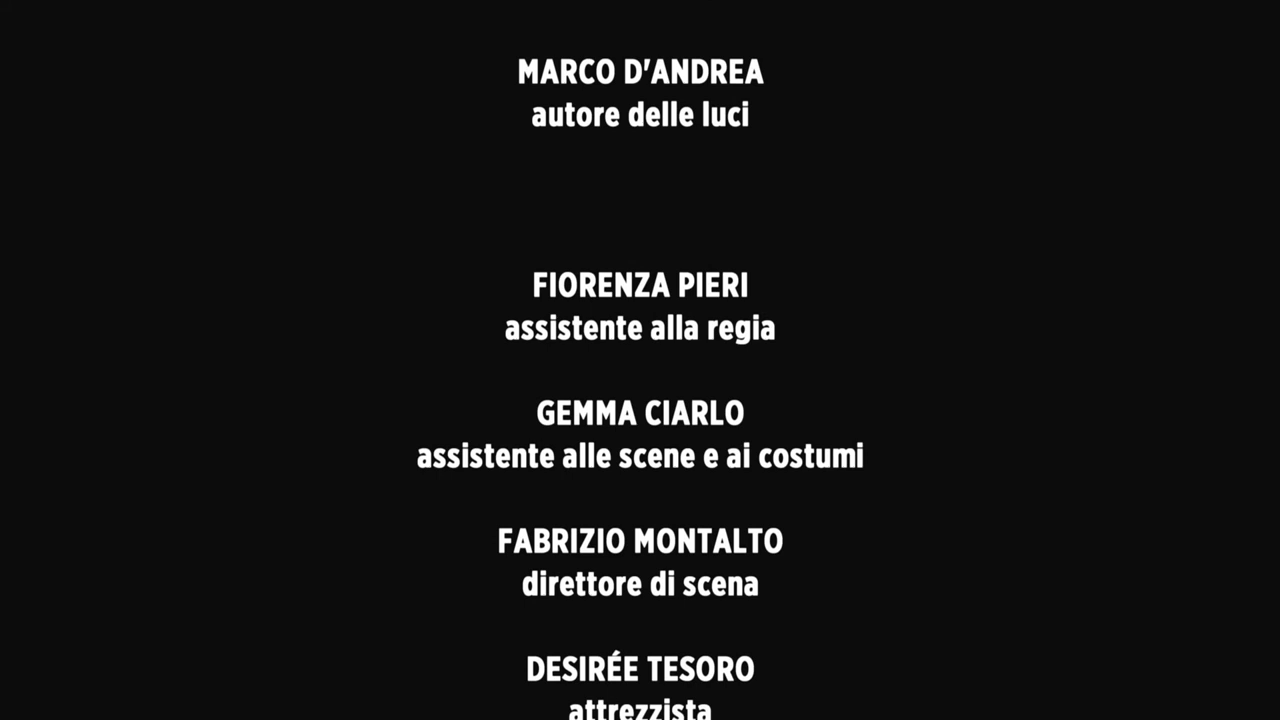 MARCO D'ANDREA
autore delle luci
FIORENZA PIERI
assistente alla regia
GEMMA CIARLO
assistente alle scene e ai costumi
FABRIZIO MONTALTO
direttore di scena
DESIRÉE TESORO
attrezzista